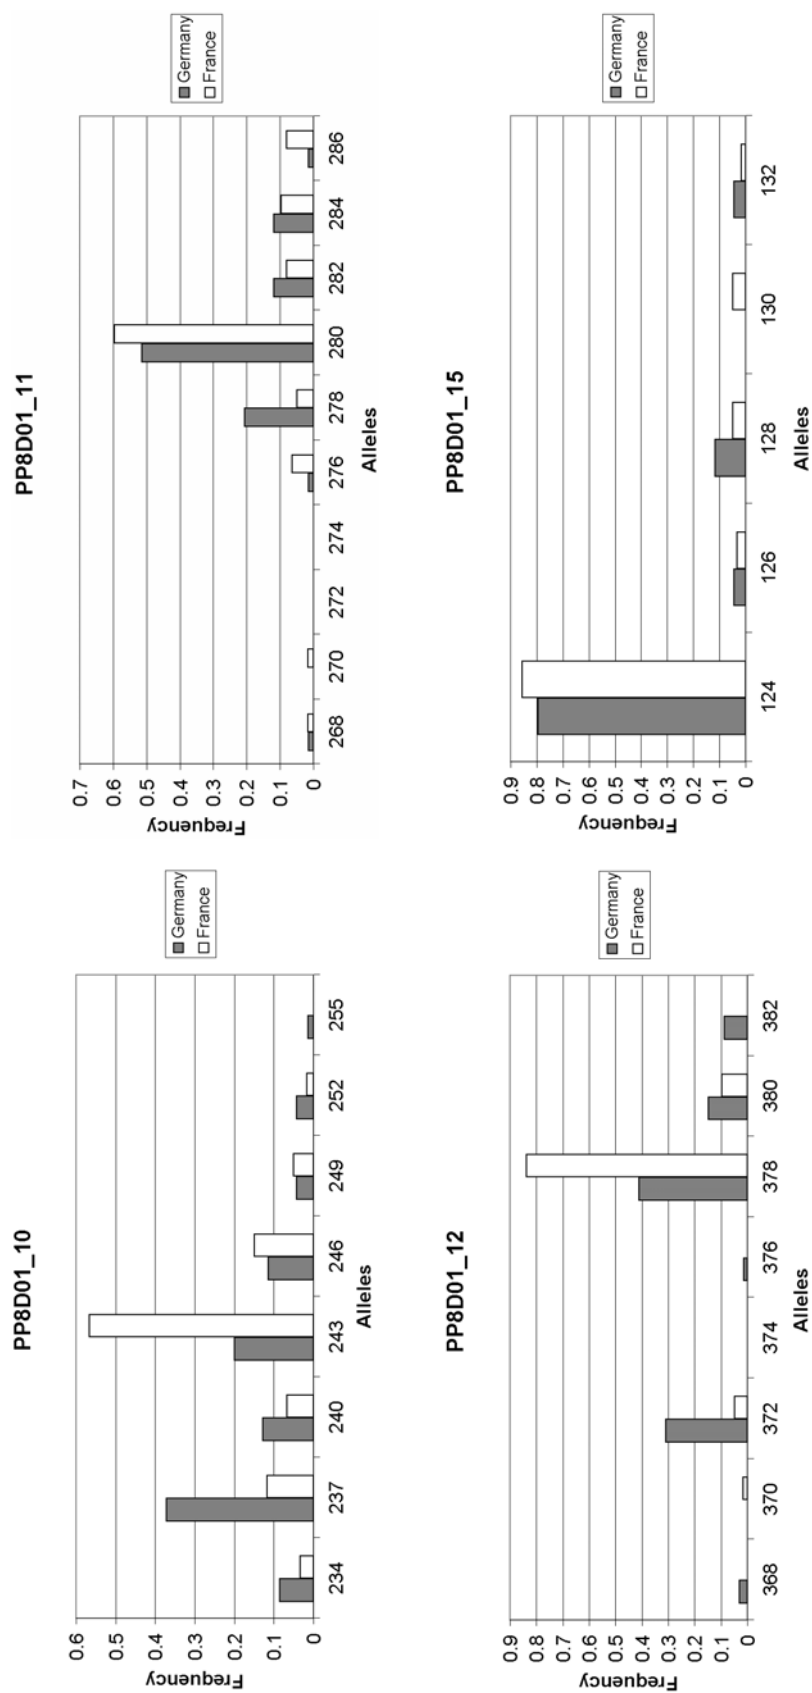 PP8D01_10
Frequency
0.6
0.5
0.4
0.3
0.2
0.1
0
234 237 240 243 246 249 252 255
Alleles
Germany
France
PP8D01_11
Frequency
0.7
0.6
0.5
0.4
0.3
0.2
0.1
0
268 270 272 274 276 278 280 282 284 286
Alleles
Germany
France
PP8D01_12
Frequency
0.9
0.8
0.7
0.6
0.5
0.4
0.3
0.2
0.1
0
368 370 372 374 376 378 380 382
Alleles
Germany
France
PP8D01_15
Frequency
0.9
0.8
0.7
0.6
0.5
0.4
0.3
0.2
0.1
0
124 126 128 130 132
Alleles
Germany
France